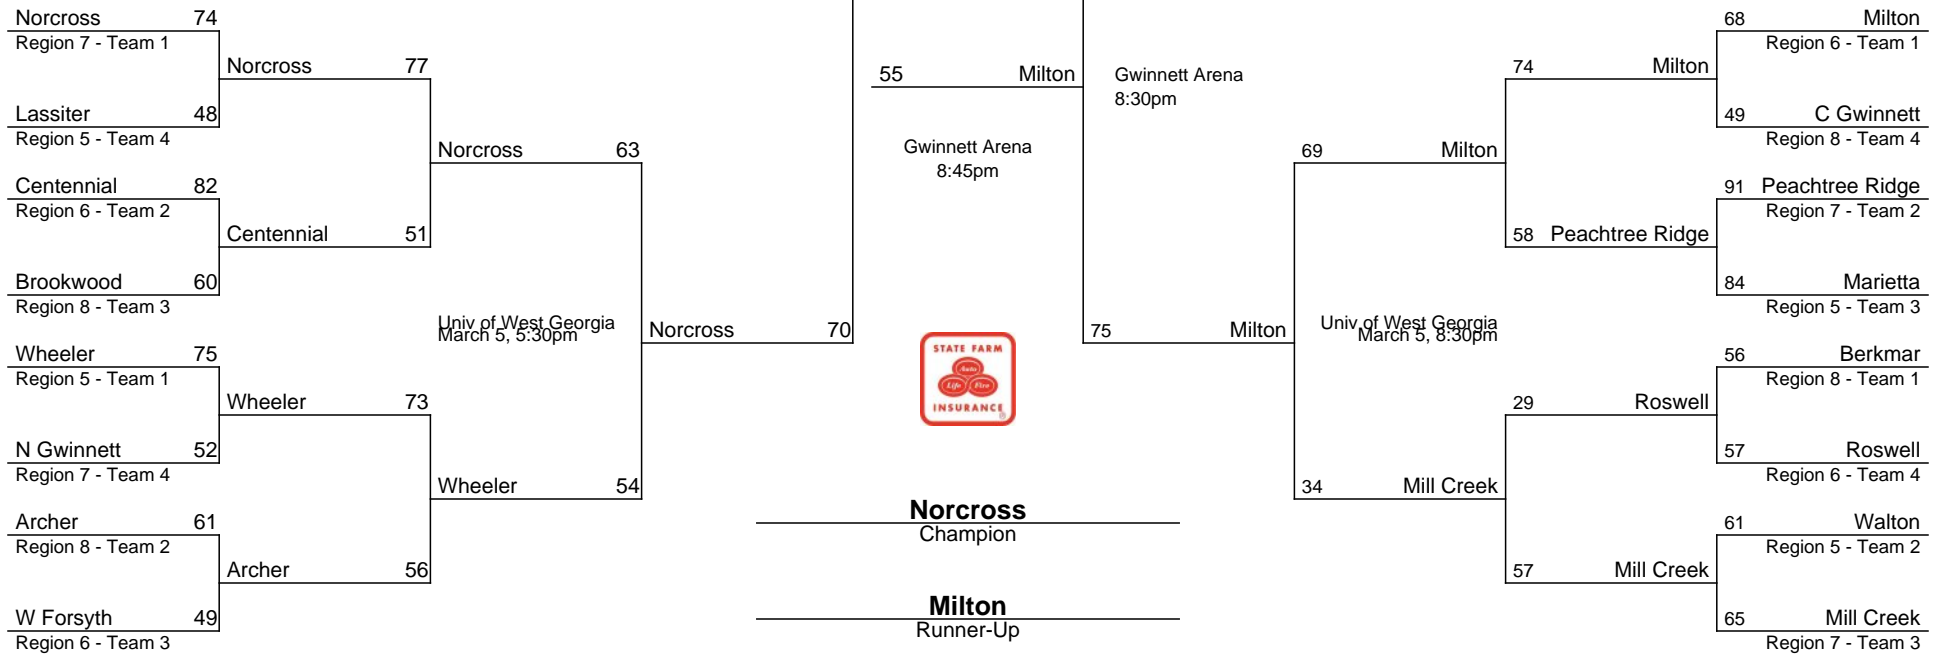 Norcross 74
Region 7 - Team 1
Norcross 77
Lassiter 48
Region 5 - Team 4
Norcross 63
Centennial 82
Region 6 - Team 2
Centennial 51
Brookwood 60
Region 8 - Team 3
Univ of West Georgia
March 5, 5:30pm
Norcross 70
Wheeler 75
Region 5 - Team 1
Wheeler 73
N Gwinnett 52
Region 7 - Team 4
Wheeler 54
Archer 61
Region 8 - Team 2
Archer 56
W Forsyth 49
Region 6 - Team 3
55 Milton
Gwinnett Arena
8:30pm
Gwinnett Arena
8:45pm
STATE FARM
Auto
Life Fire
INSURANCE
®
Norcross
Champion
Milton
Runner-Up
68 Milton
Region 6 - Team 1
74 Milton
49 C Gwinnett
Region 8 - Team 4
69 Milton
91 Peachtree Ridge
Region 7 - Team 2
58 Peachtree Ridge
84 Marietta
Region 5 - Team 3
75 Milton
Univ of West Georgia
March 5, 8:30pm
56 Berkmar
Region 8 - Team 1
29 Roswell
57 Roswell
Region 6 - Team 4
34 Mill Creek
61 Walton
Region 5 - Team 2
57 Mill Creek
65 Mill Creek
Region 7 - Team 3